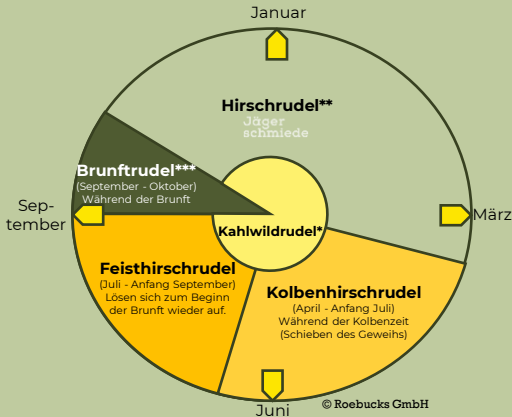 Januar
Hirschrudel**
Jäger
schmiede
Brunftrudel***
(September - Oktober)
Während der Brunft
Sep-
tember
März
Kahlwildrudel*
Feisthirschrudel
(Juli - Anfang September)
Lösen sich zum Beginn
der Brunft wieder auf.
Kolbenhirschrudel
(April - Anfang Juli)
Während der Kolbenzeit
(Schieben des Geweihs)
Juni
© Roebucks GmbH